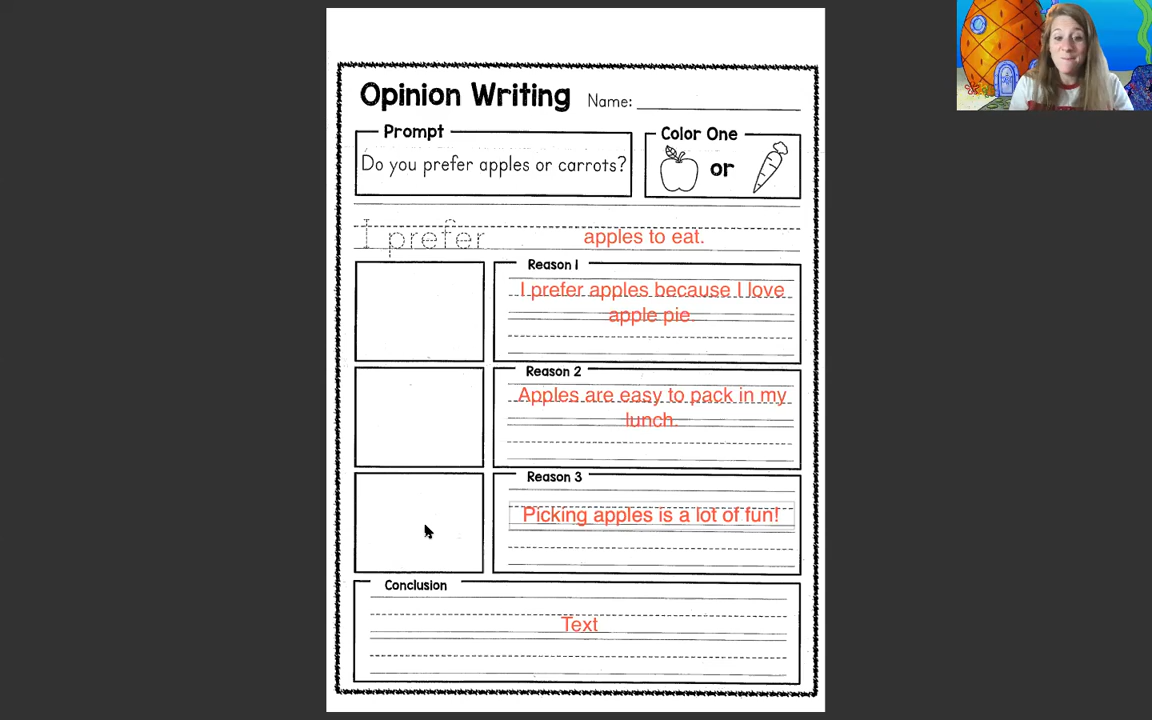 Opinion Writing Name:
Prompt
Color One
Do you prefer apples or carrots?
or
I prefer apples to eat.
Reason 1
I prefer apples because I love
apple pie.
Reason 2
Apples are easy to pack in my
lunch.
Reason 3
Picking apples is a lot of fun!
Conclusion
Text